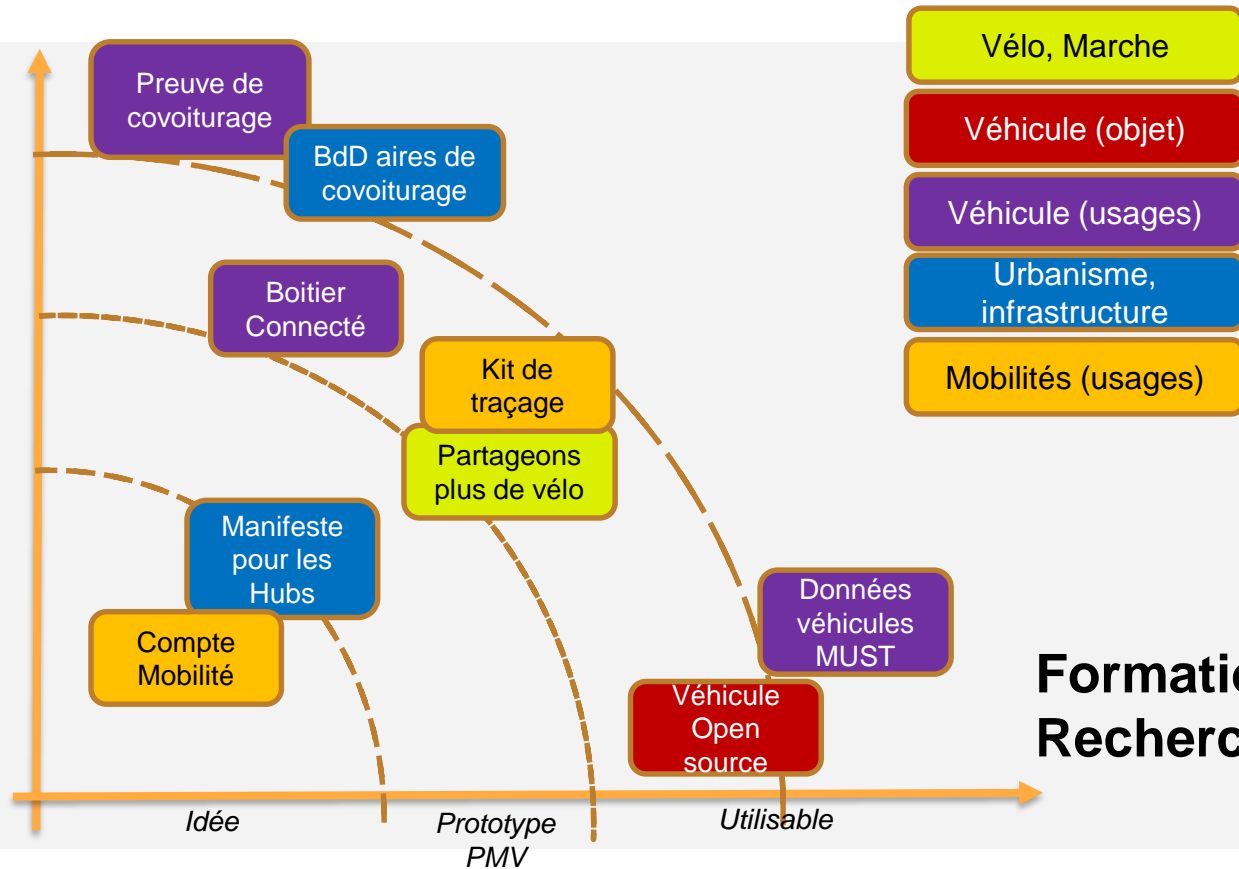 Vélo, Marche
Véhicule (objet)
Véhicule (usages)
Urbanisme,
infrastructure
Mobilités (usages)
Preuve de
covoiturage
BdD aires de
covoiturage
Boitier
Connecté
Kit de
traçage
Partageons
plus de vélo
Manifeste
pour les
Hubs
Compte
Mobilité
Données
véhicules
MUST
Véhicule
Open
source
Idée
Prototype
PMV
Utilisable